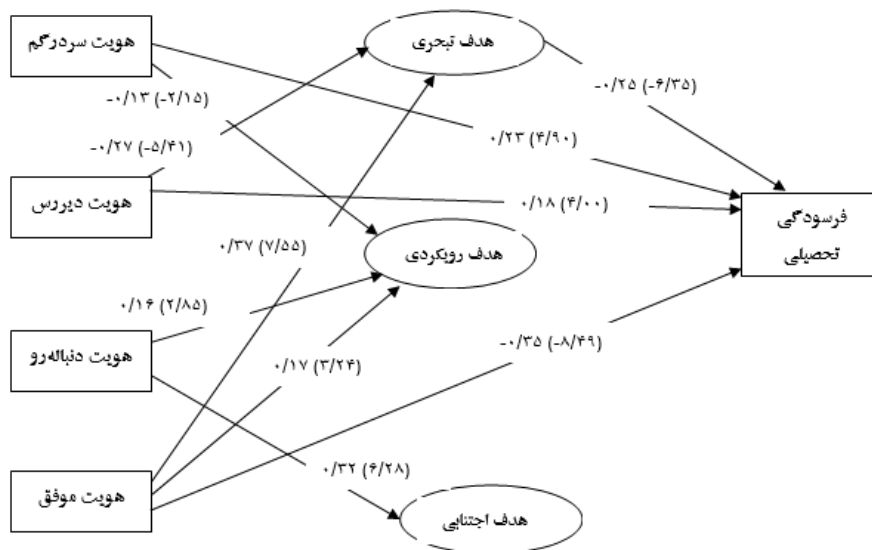 هویت سردرگم
هدف تبحری
-۰/۲۵ (-۶/۳۵)
-۰/۱۳ (-۲/۱۵)
۰/۲۳ (۴/۹۰)
-۰/۲۷ (-۵/۴۱)
هویت دیررس
۰/۱۸ (۴/۰۰)
فرسودگی
تحصیلی
۰/۳۷ (۷/۵۵)
هدف رویکردی
۰/۱۶ (۲/۸۵)
هویت دنباله‌رو
-۰/۳۵ (-۸/۴۹)
۰/۱۷ (۳/۲۴)
۰/۳۲ (۶/۲۸)
هویت موفق
هدف اجتنابی